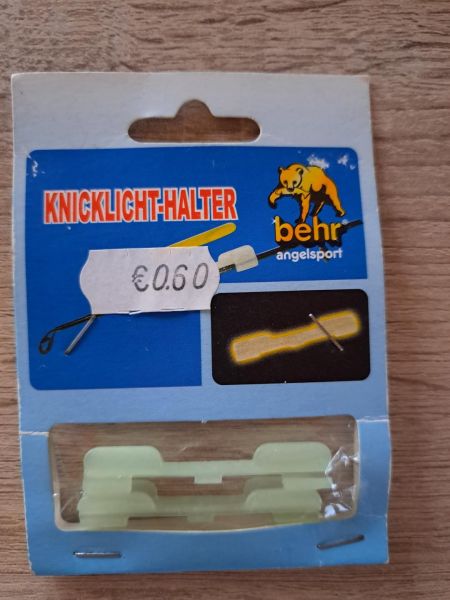 KNICKLICHT-HALTER
behr
angelsport
€0.60